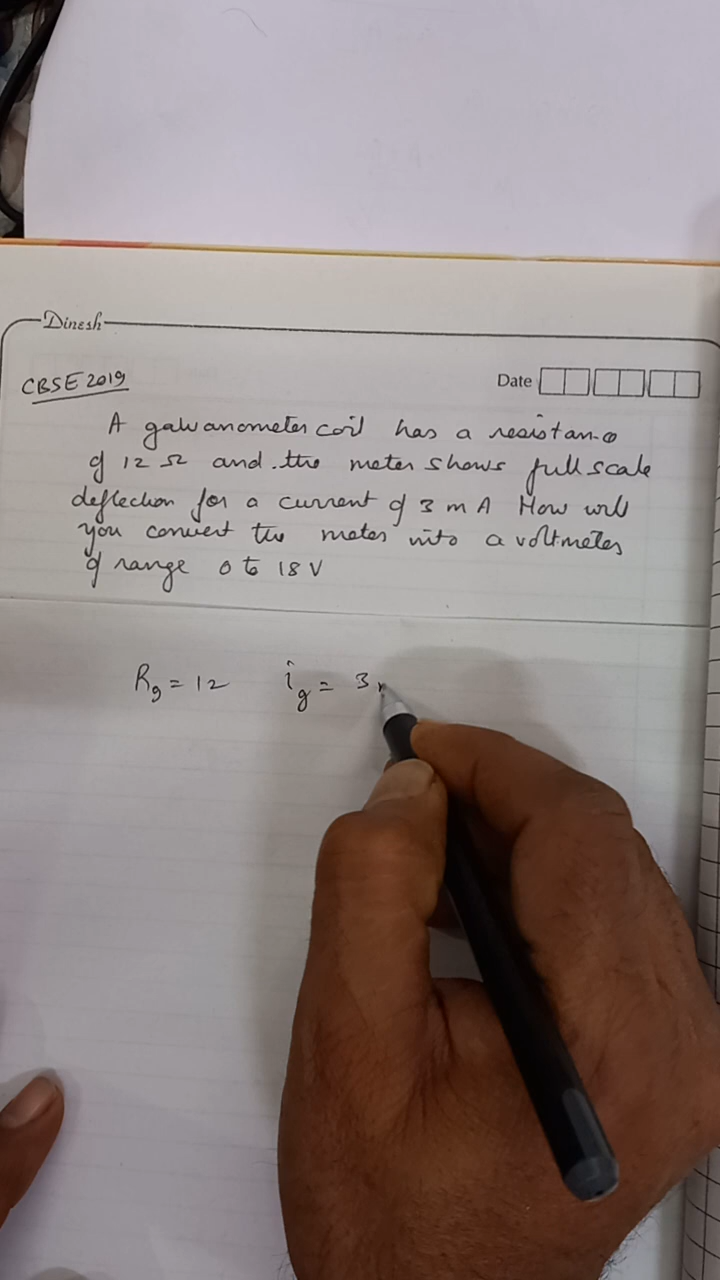 Dinesh
Date
CBSE 2019
A galvanometer coil has a resistance
of 12 Ω and the meter shows full scale
deflection for a current of 3 mA How will
you convert the meter into a voltmeter
of range 0 to 18 V
Rg = 12 ig = 3